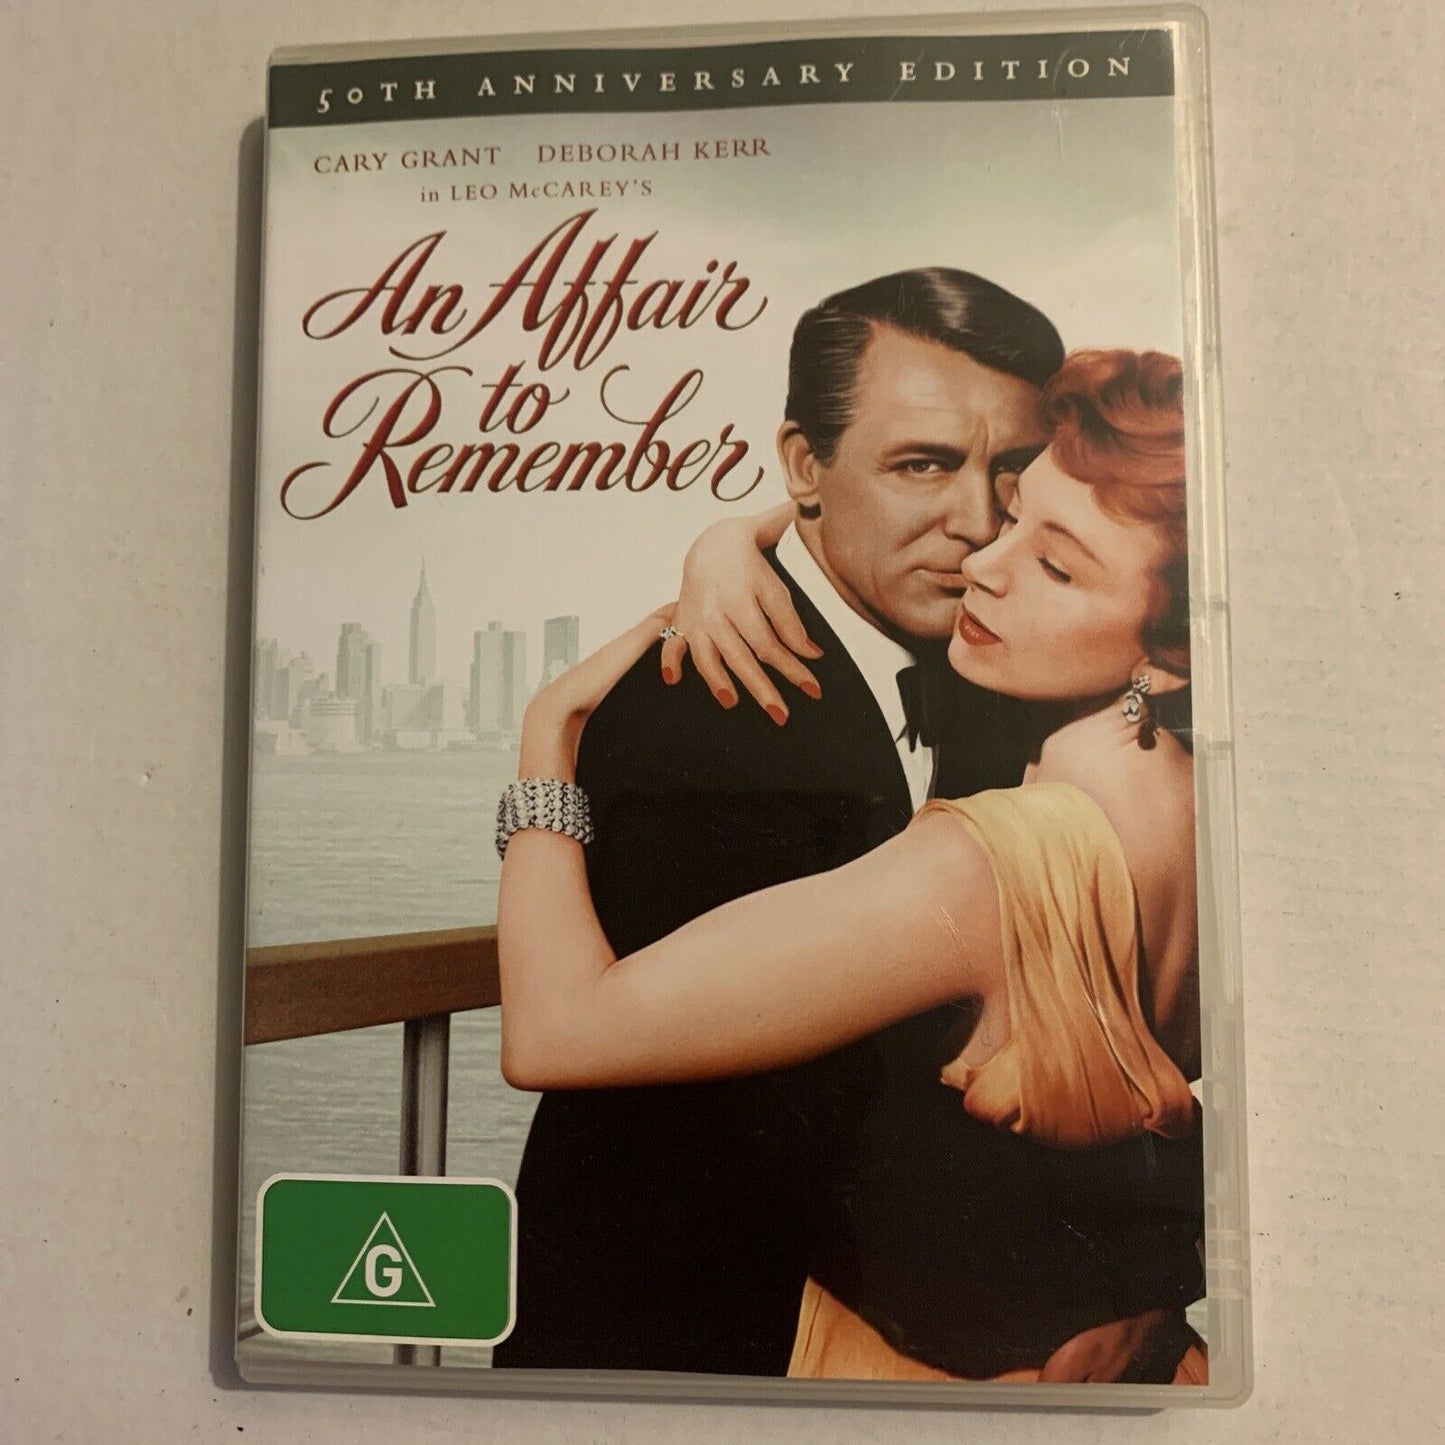 50TH ANNIVERSARY EDITION
CARY GRANT DEBORAH KERR
in LEO McCAREY'S
An Affair
to
Remember
G